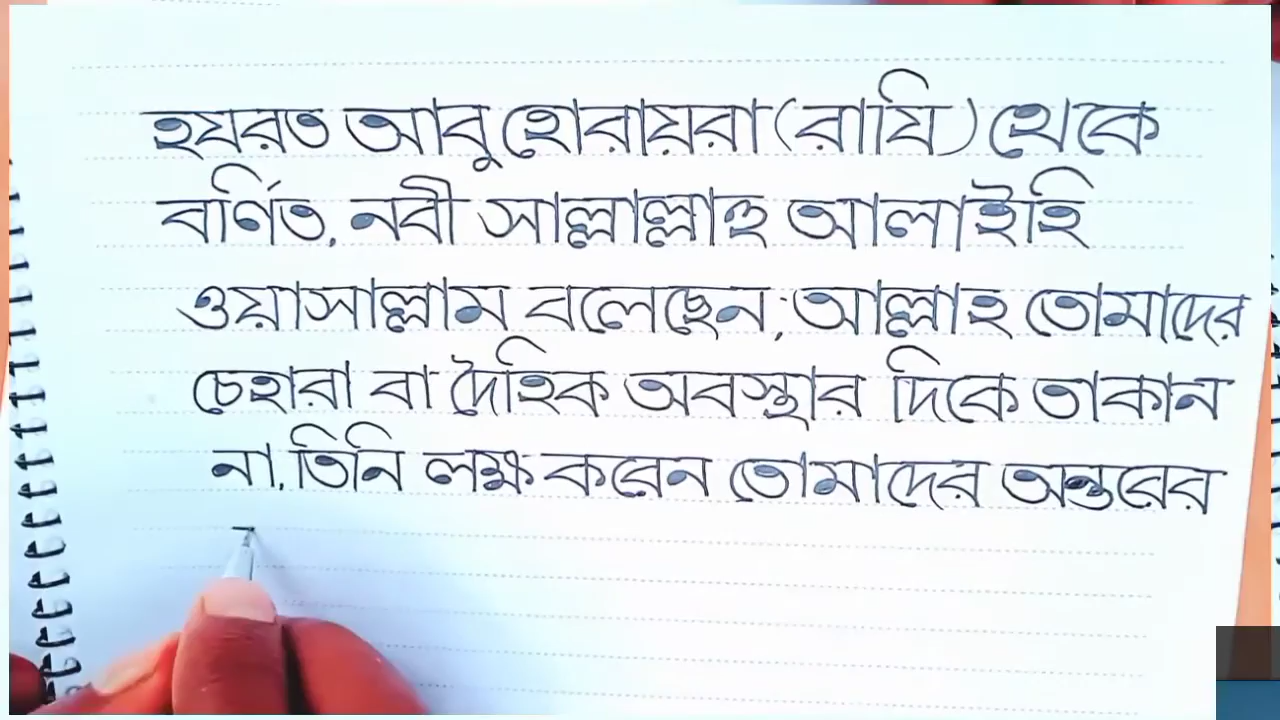 হযরত আবু হোরায়রা (রাযি) থেকে
বর্ণিত, নবী সাল্লাল্লাহু আলাইহি
ওয়াসাল্লাম বলেছেন, আল্লাহ তোমাদের
চেহারা বা দৈহিক অবস্থার দিকে তাকান
না, তিনি লক্ষ করেন তোমাদের অন্তরের